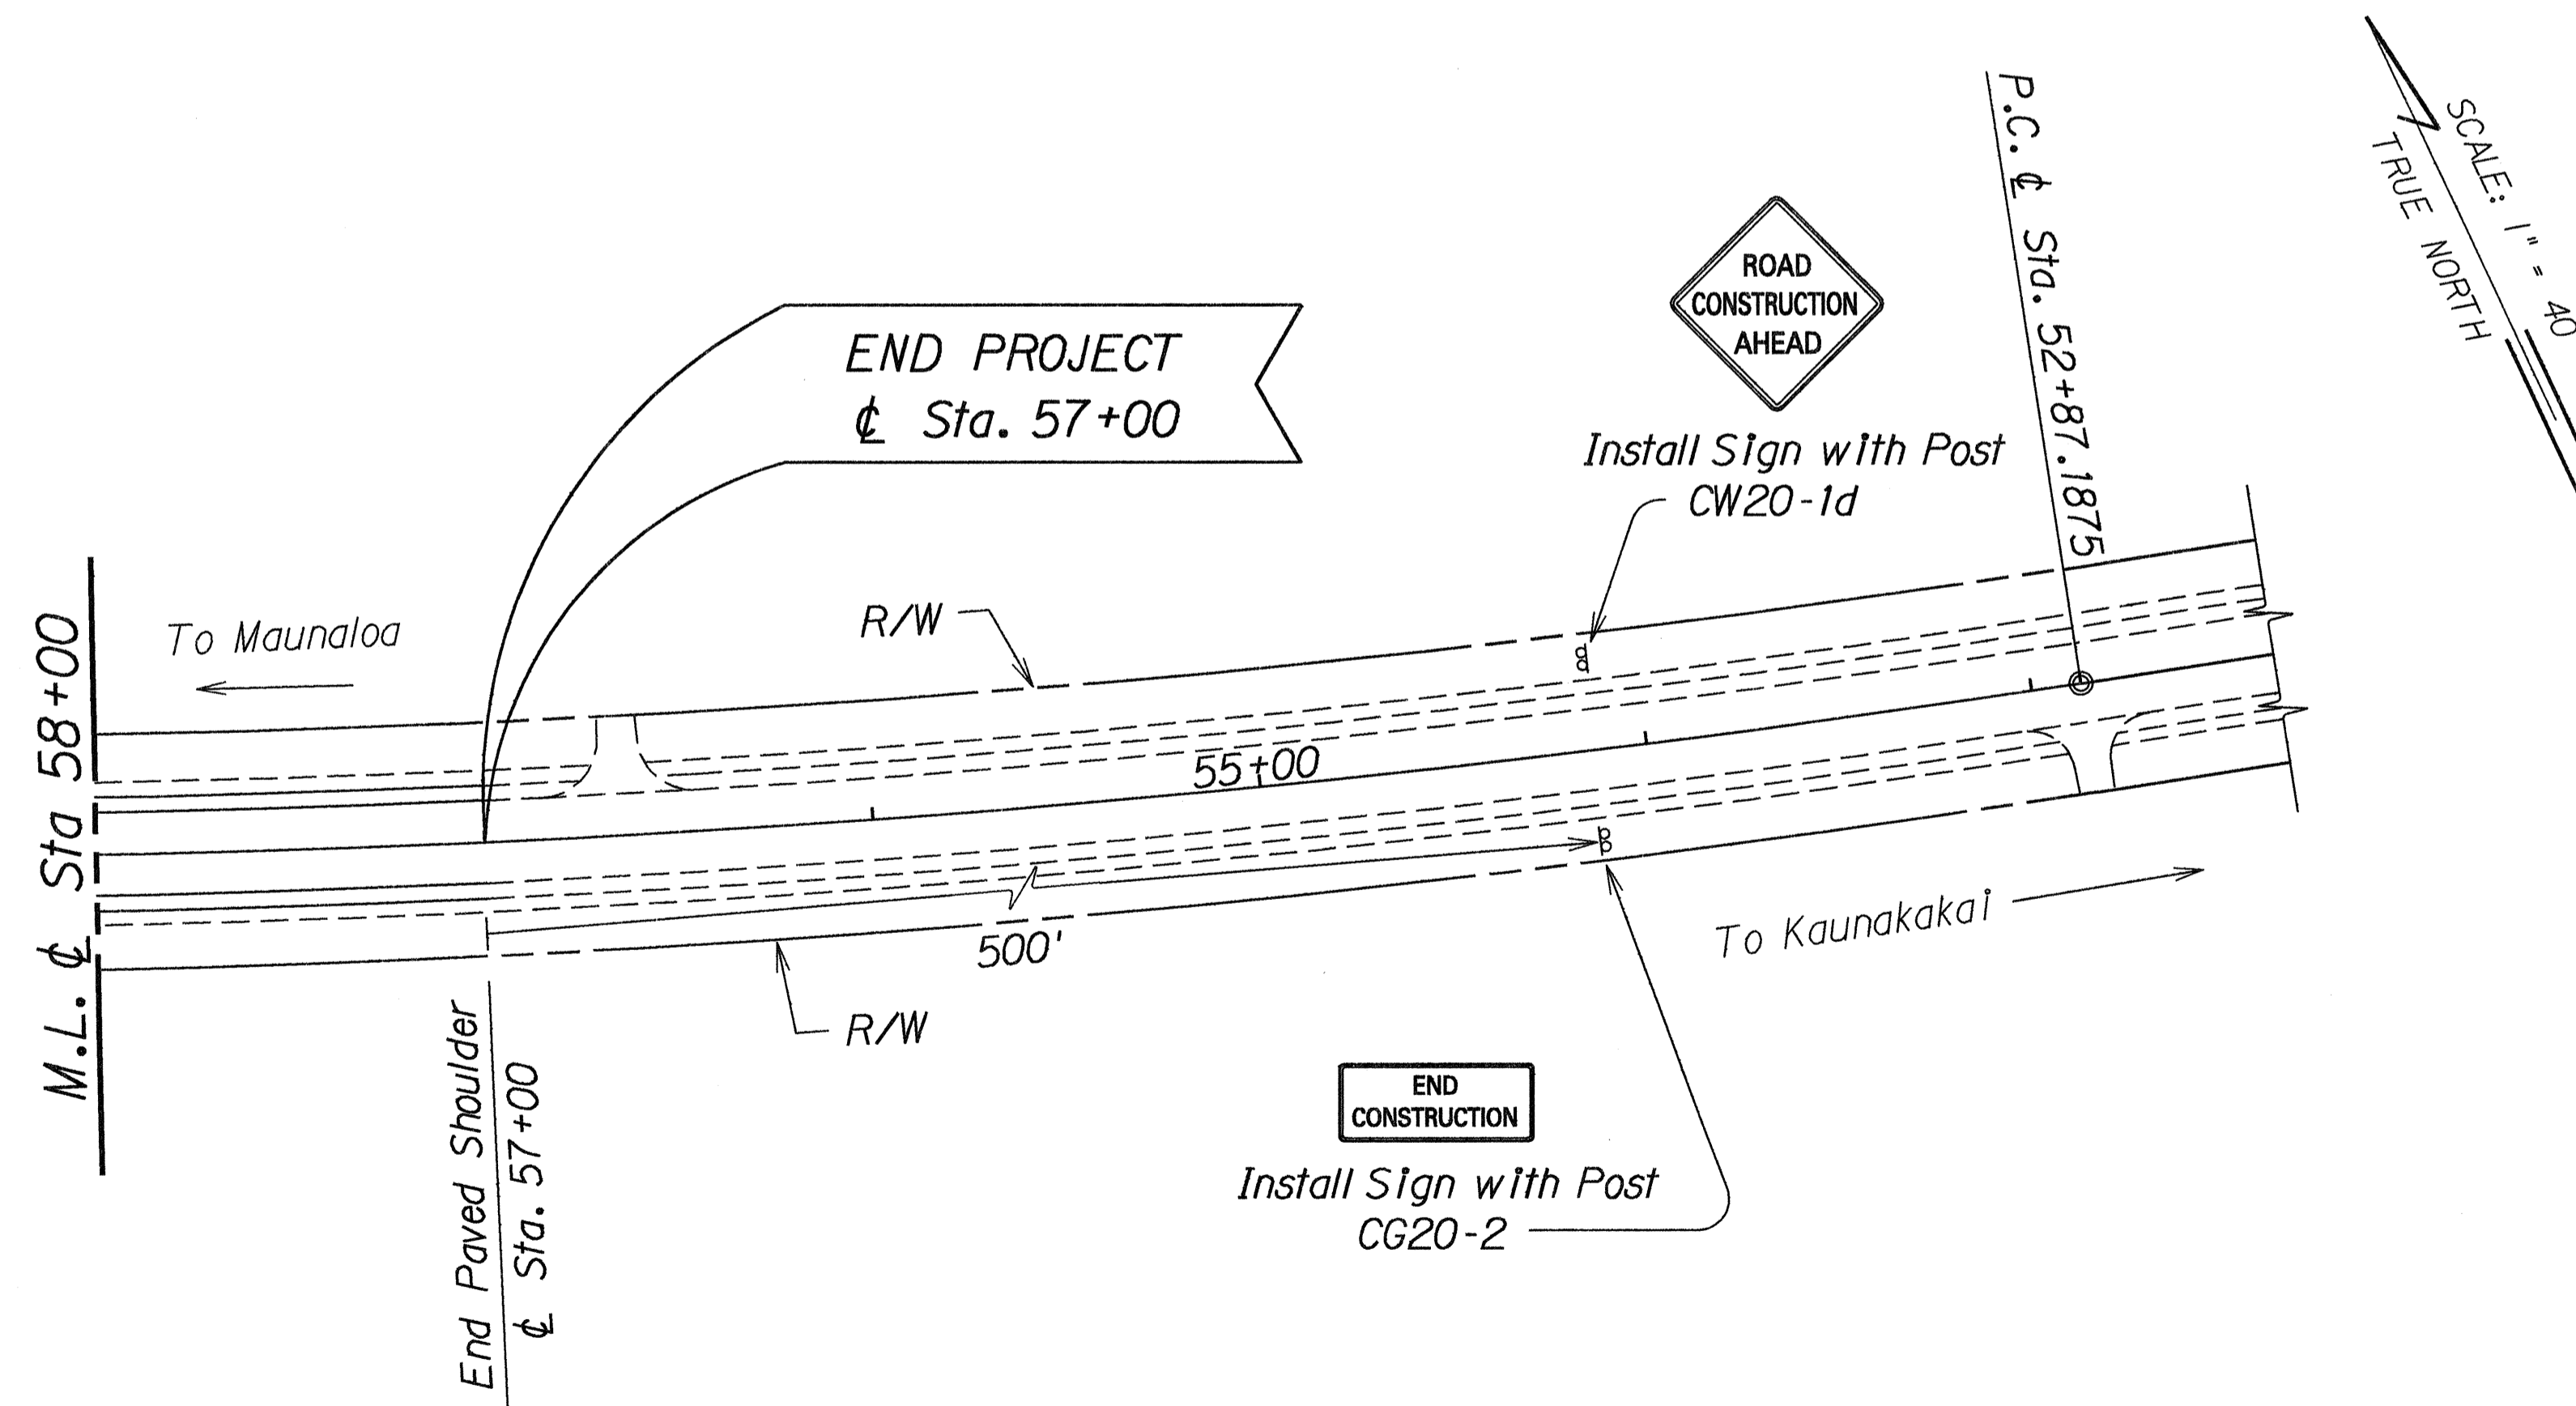 P.C. ℄ Sta. 52+87.1875
SCALE: 1" = 40
TRUE NORTH
ROAD
CONSTRUCTION
AHEAD
Install Sign with Post
CW20-1d
END PROJECT
℄ Sta. 57+00
R/W
To Maunaloa
M.L. ℄ Sta 58+00
55+00
500'
To Kaunakakai
R/W
End Paved Shoulder
℄ Sta. 57+00
END
CONSTRUCTION
Install Sign with Post
CG20-2